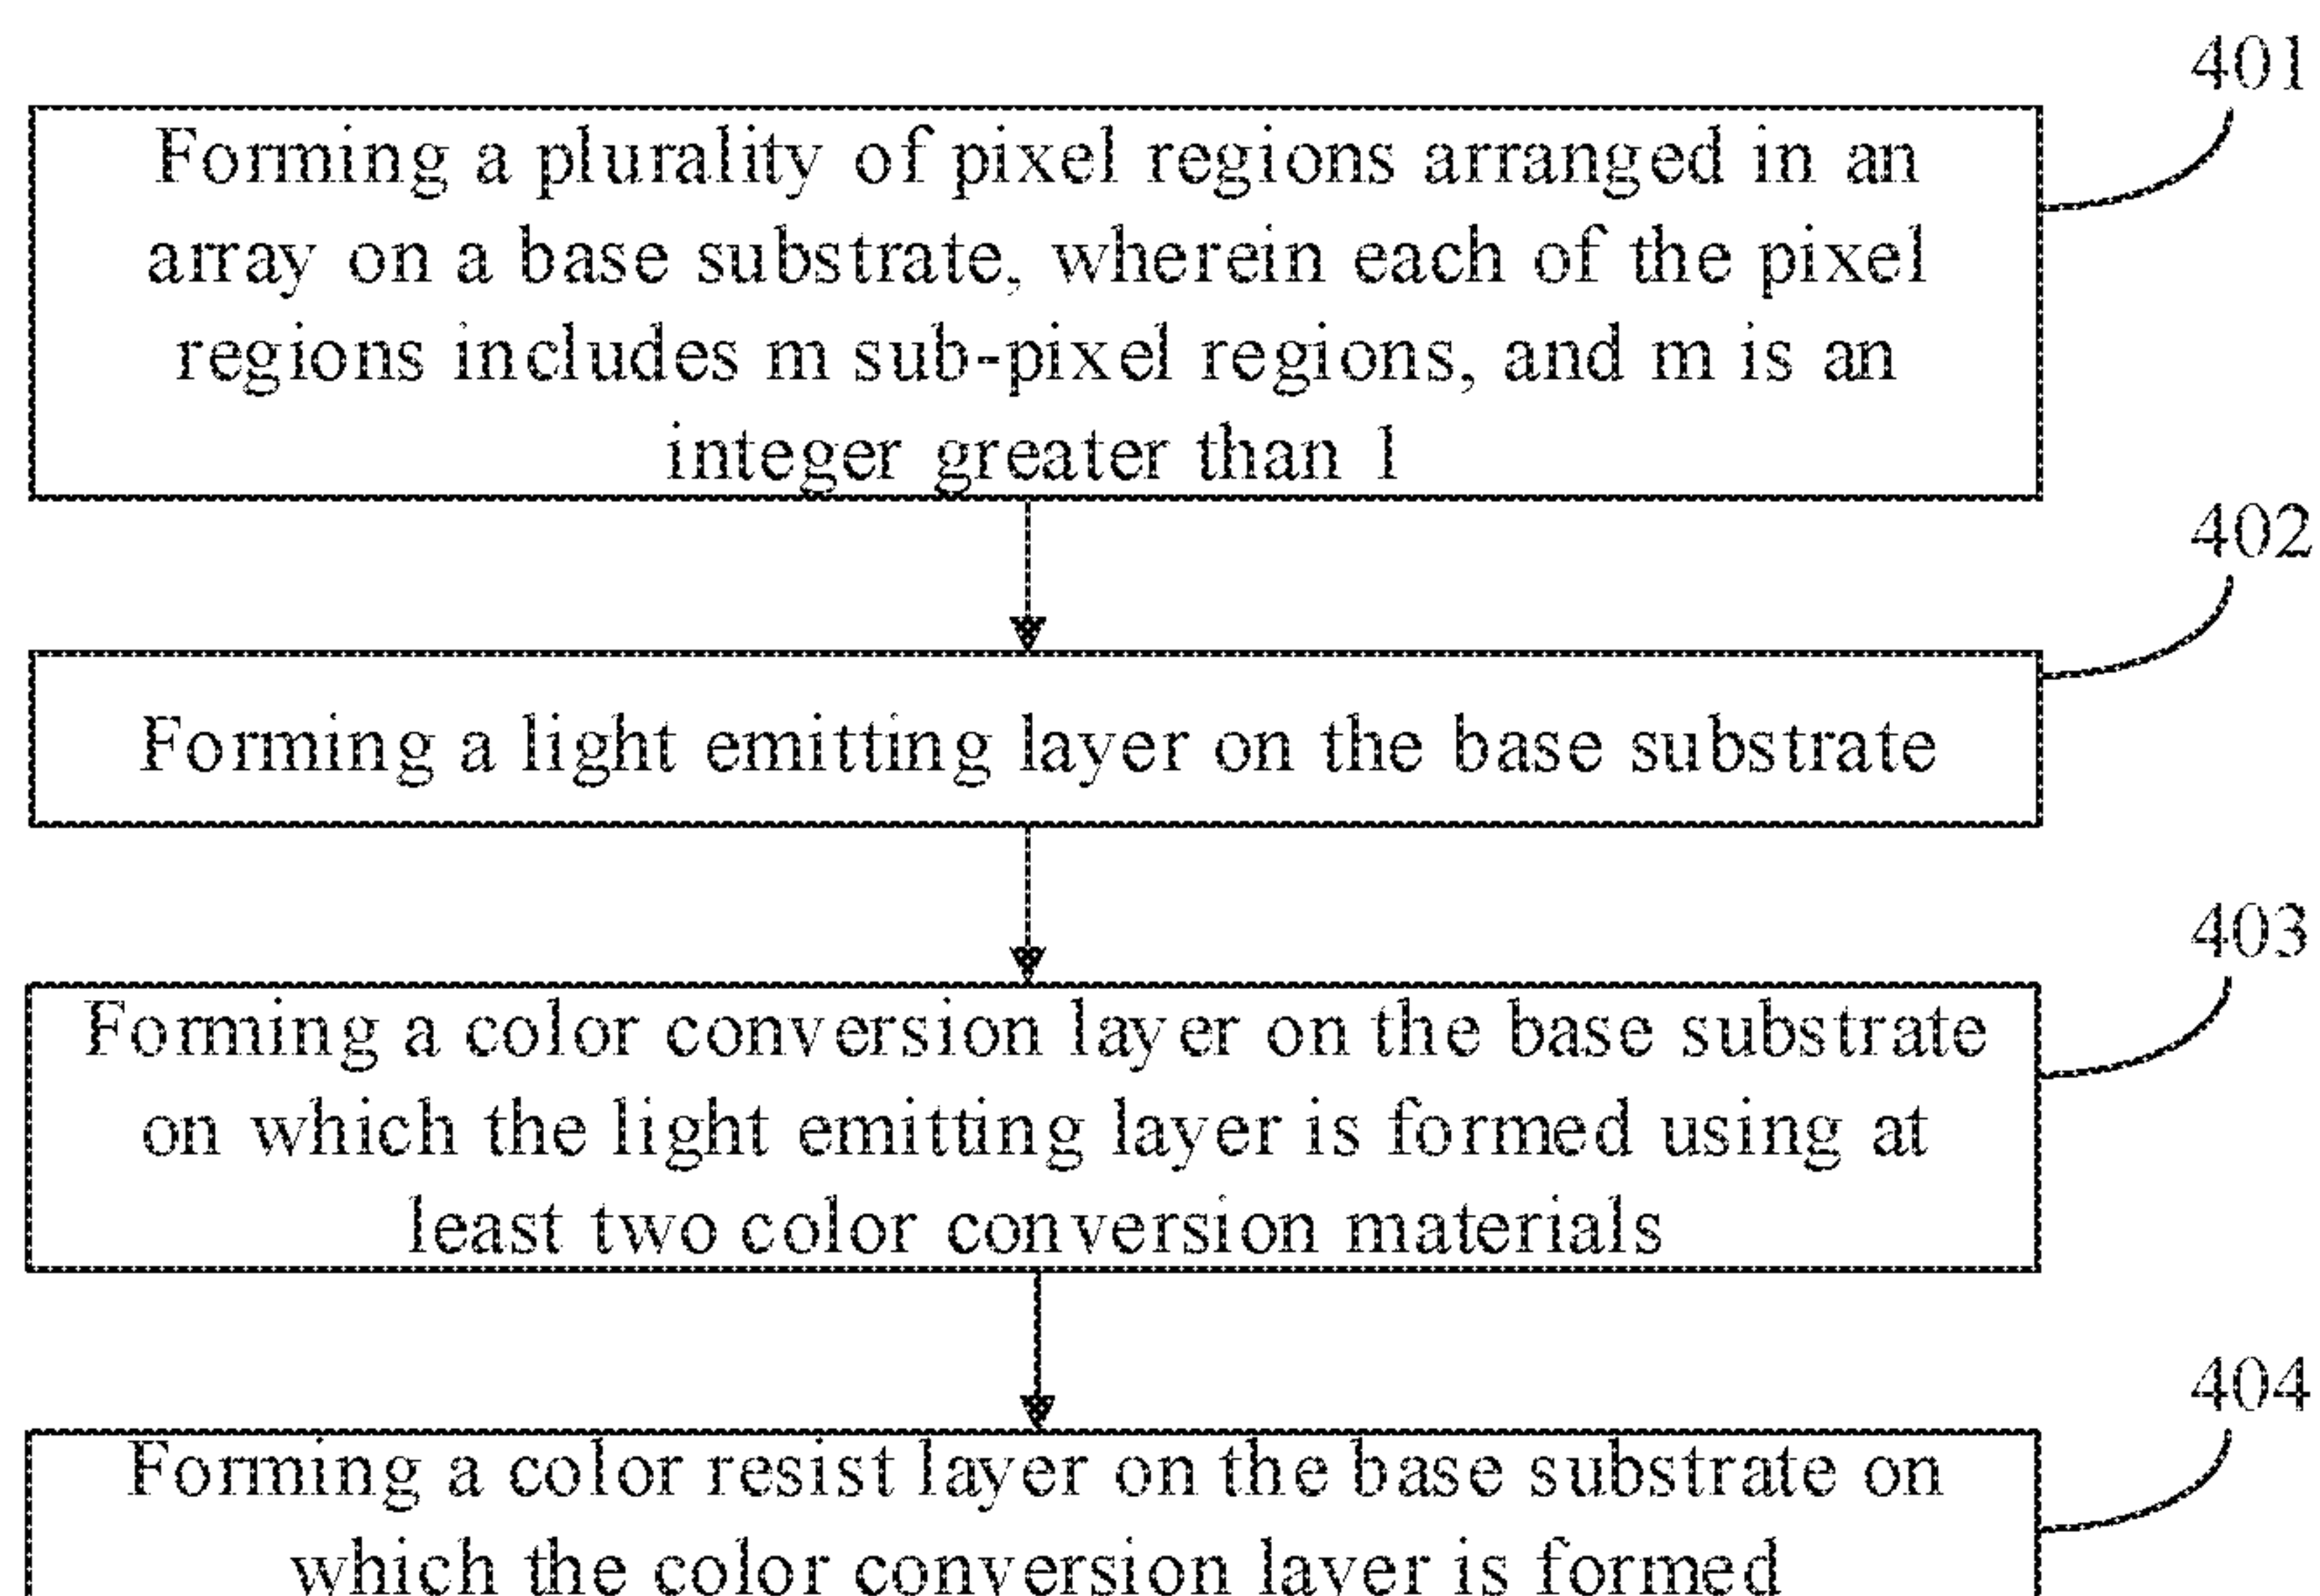 401
Forming a plurality of pixel regions arranged in an
array on a base substrate, wherein each of the pixel
regions includes m sub-pixel regions, and m is an
integer greater than 1
402
Forming a light emitting layer on the base substrate
403
Forming a color conversion layer on the base substrate
on which the light emitting layer is formed using at
least two color conversion materials
404
Forming a color resist layer on the base substrate on
which the color conversion layer is formed